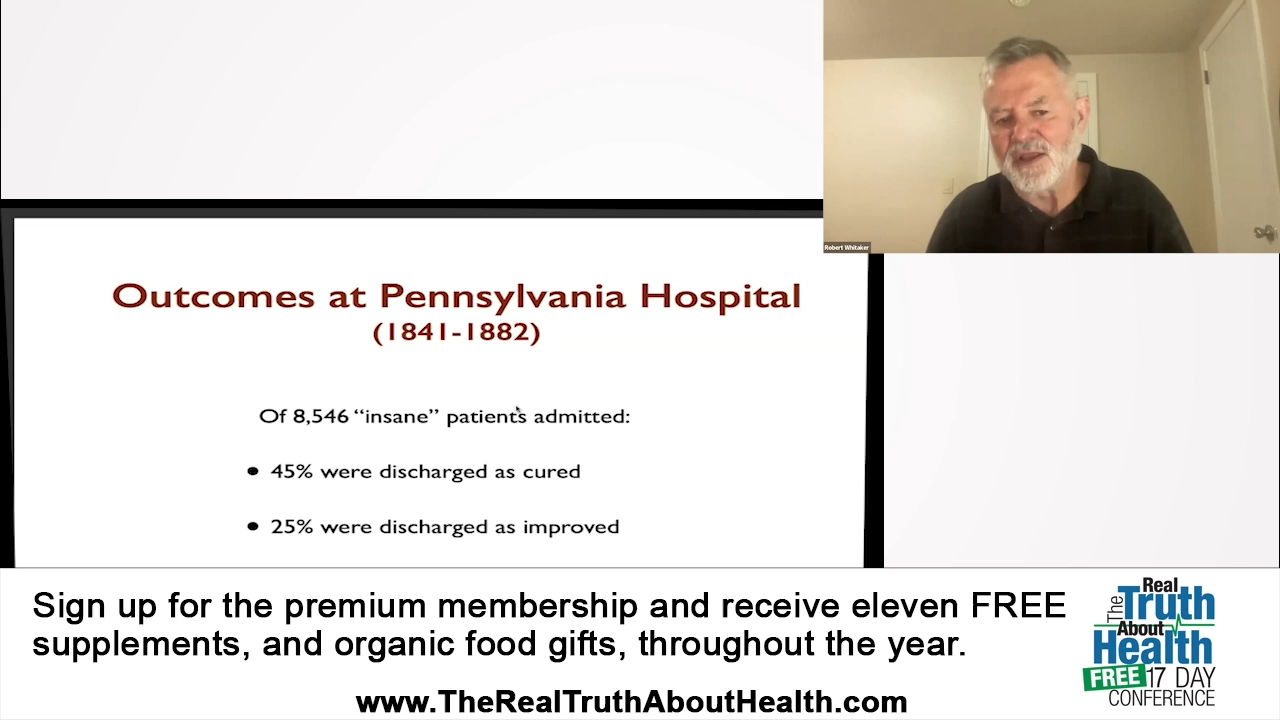 Robert Whitaker
Outcomes at Pennsylvania Hospital
(1841-1882)
Of 8,546 “insane” patients admitted:
• 45% were discharged as cured
• 25% were discharged as improved
Sign up for the premium membership and receive eleven FREE
supplements, and organic food gifts, throughout the year.
www.TheRealTruthAboutHealth.com
The Real
Truth
About
Health
FREE 17 DAY
CONFERENCE